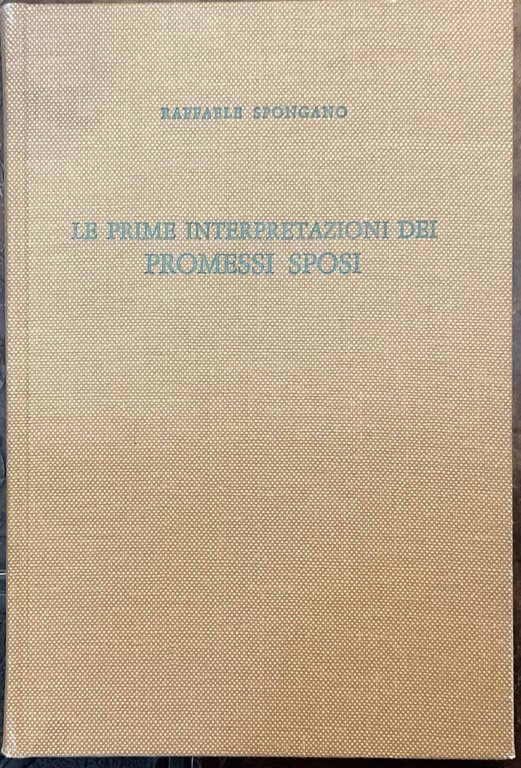 RAFFAELE SPONGANO
LE PRIME INTERPRETAZIONI DEI
PROMESSI SPOSI